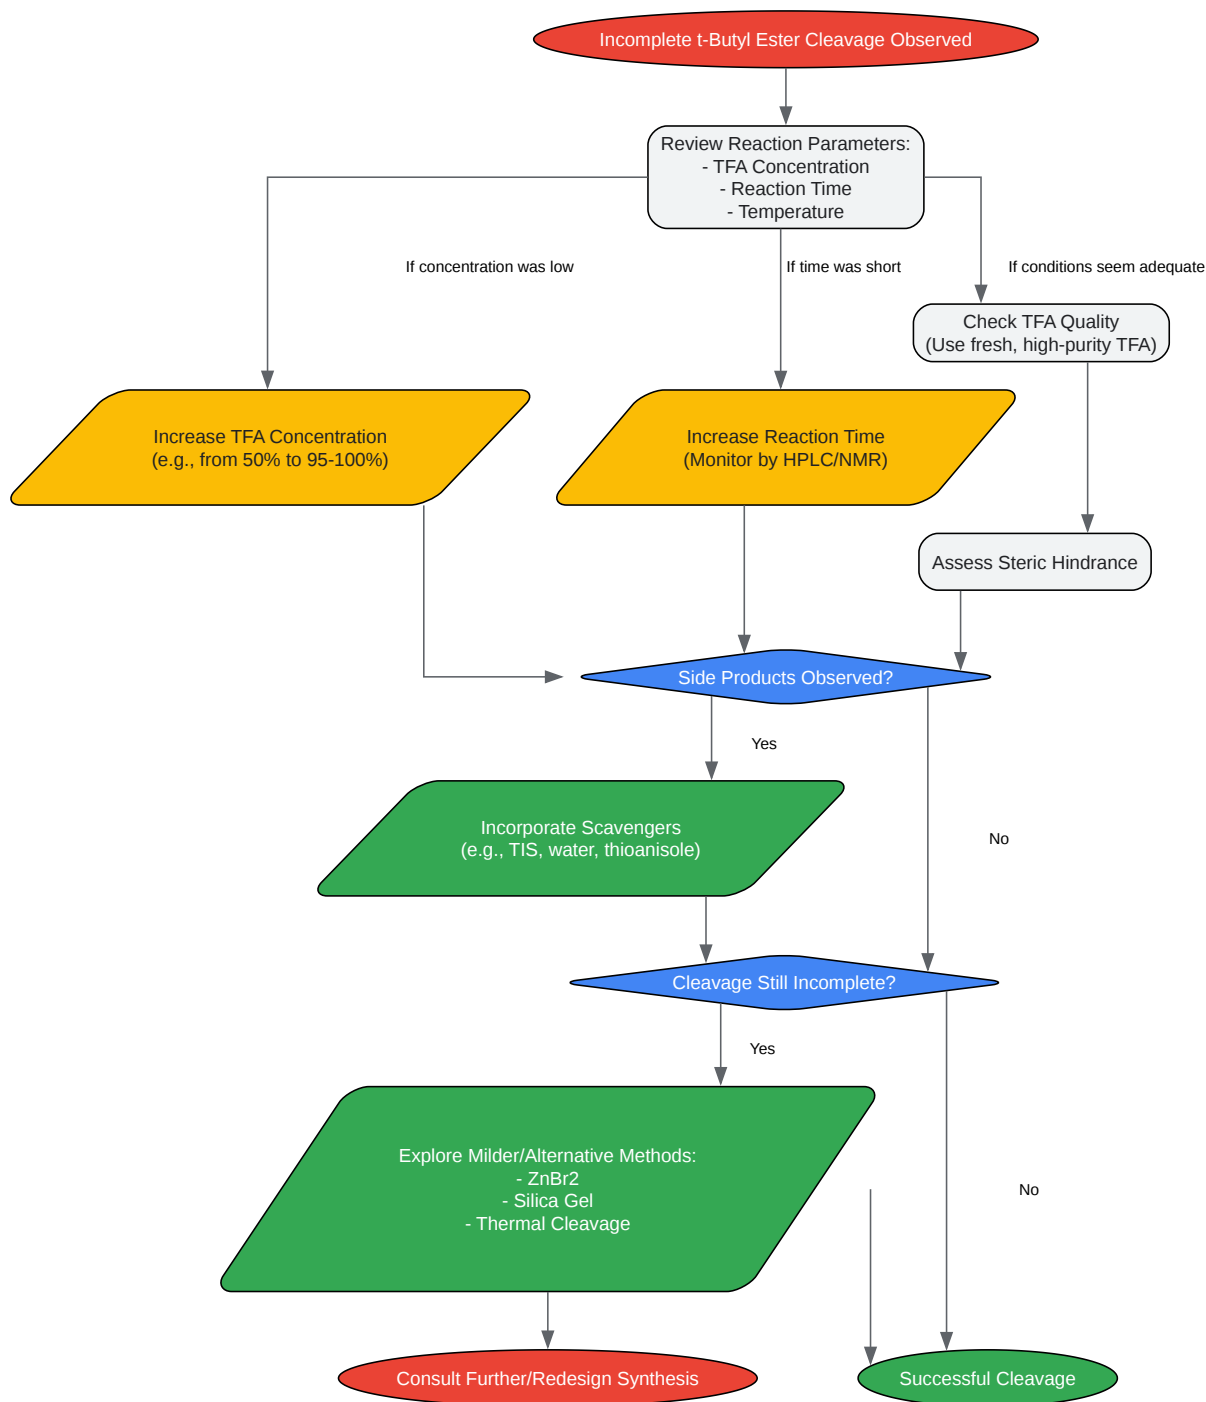 Incomplete t-Butyl Ester Cleavage Observed
Review Reaction Parameters:
- TFA Concentration
- Reaction Time
- Temperature
If concentration was low
If time was short
If conditions seem adequate
Check TFA Quality
(Use fresh, high-purity TFA)
Increase TFA Concentration
(e.g., from 50% to 95-100%)
Increase Reaction Time
(Monitor by HPLC/NMR)
Assess Steric Hindrance
Side Products Observed?
Yes
Incorporate Scavengers
(e.g., TIS, water, thioanisole)
No
Cleavage Still Incomplete?
Yes
Explore Milder/Alternative Methods:
- ZnBr2
- Silica Gel
- Thermal Cleavage
No
Consult Further/Redesign Synthesis
Successful Cleavage